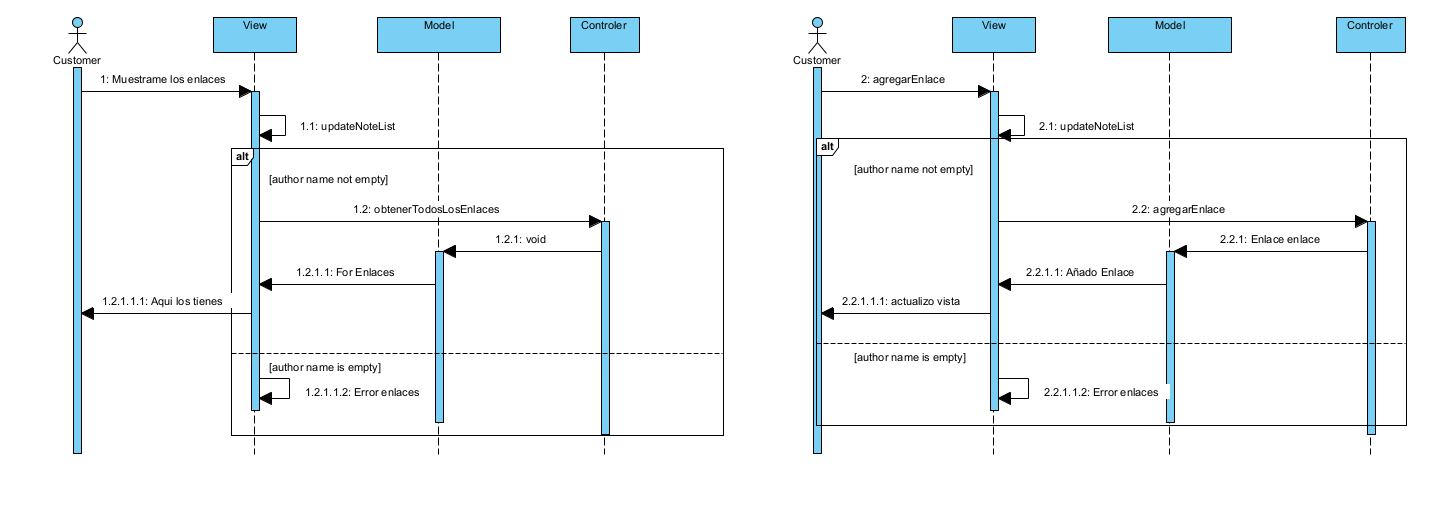 View
Model
Controler
Customer
1: Muestrame los enlaces
1.1: updateNoteList
alt
[author name not empty]
1.2: obtenerTodosLosEnlaces
1.2.1: void
1.2.1.1: For Enlaces
1.2.1.1.1: Aqui los tienes
[author name is empty]
1.2.1.1.2: Error enlaces
View
Model
Controler
Customer
2: agregarEnlace
2.1: updateNoteList
alt
[author name not empty]
2.2: agregarEnlace
2.2.1: Enlace enlace
2.2.1.1: Añado Enlace
2.2.1.1.1: actualizo vista
[author name is empty]
2.2.1.1.2: Error enlaces